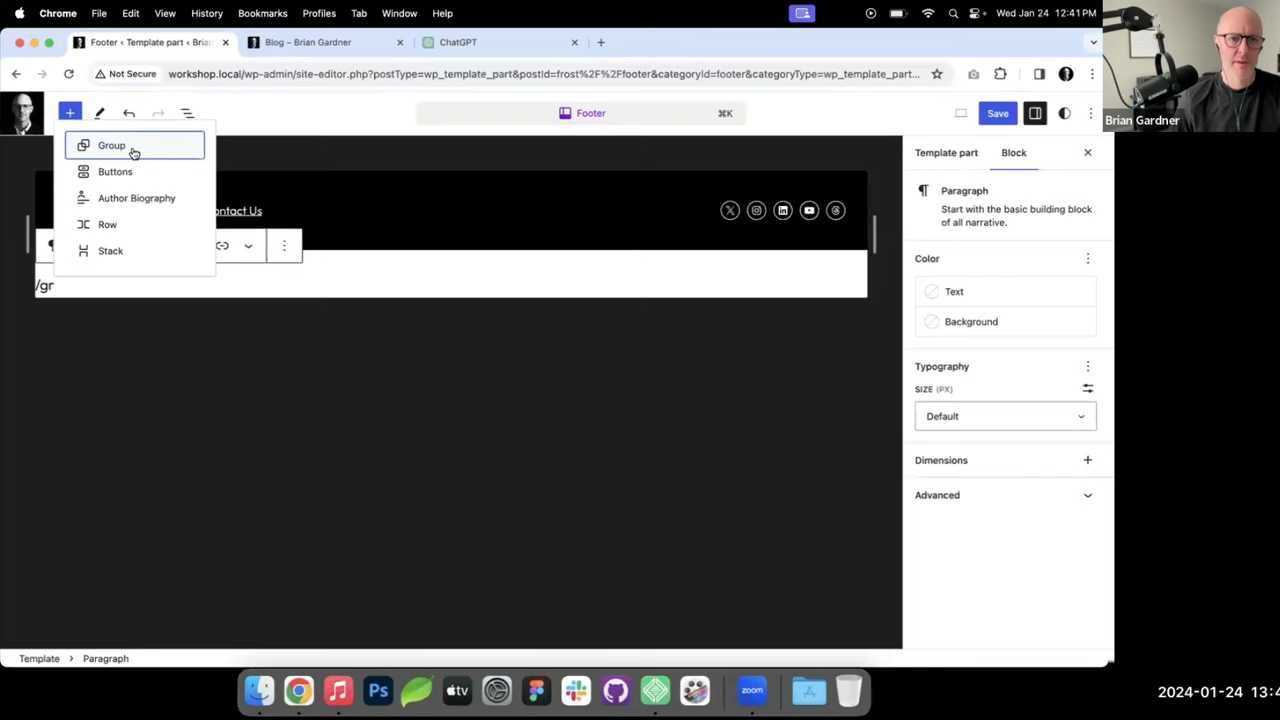 Chrome File Edit View History Bookmarks Profiles Tab Window Help Wed Jan 24 12:41 PM
Footer ‹ Template part ‹ Bria
Blog – Brian Gardner
ChatGPT
Not Secure workshop.local/wp-admin/site-editor.php?postType=wp_template_part&postId=frost%2F%2Ffooter&categoryId=footer&categoryType=wp_template_part...
Footer ⌘K Save
Brian Gardner
Group
Buttons
Author Biography
Row
Stack
ontact Us
/gr
Template part Block
Paragraph
Start with the basic building block
of all narrative.
Color
Text
Background
Typography
SIZE (PX)
Default
Dimensions
Advanced
Template > Paragraph
tv
zoom
Ps
2024-01-24 13:4